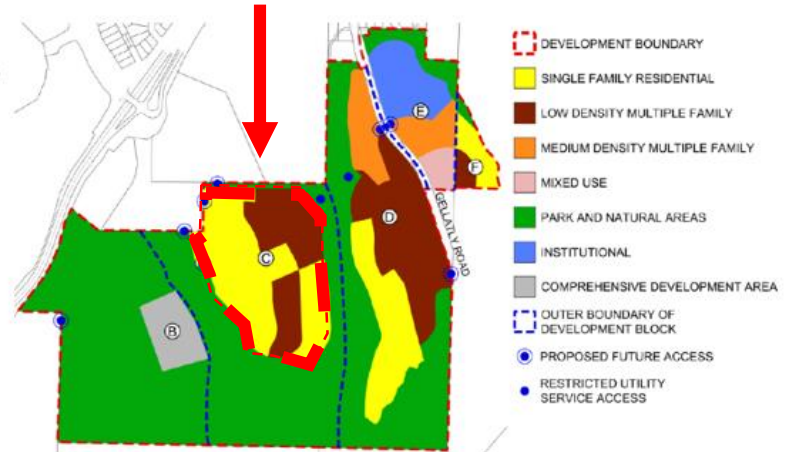 E
F
D
GELLATLY ROAD
C
B
DEVELOPMENT BOUNDARY
SINGLE FAMILY RESIDENTIAL
LOW DENSITY MULTIPLE FAMILY
MEDIUM DENSITY MULTIPLE FAMILY
MIXED USE
PARK AND NATURAL AREAS
INSTITUTIONAL
COMPREHENSIVE DEVELOPMENT AREA
OUTER BOUNDARY OF
DEVELOPMENT BLOCK
PROPOSED FUTURE ACCESS
RESTRICTED UTILITY
SERVICE ACCESS